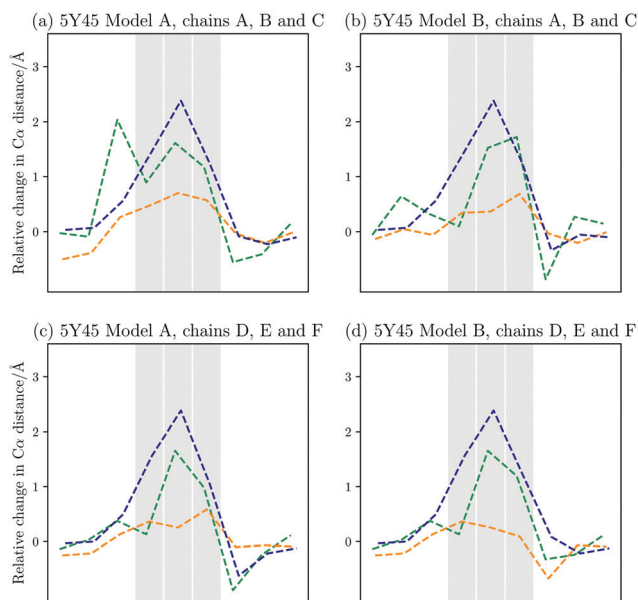 (a) 5Y45 Model A, chains A, B and C
(b) 5Y45 Model B, chains A, B and C
Relative change in Cα distance/Å
3
2
1
0
3
2
1
0
(c) 5Y45 Model A, chains D, E and F
(d) 5Y45 Model B, chains D, E and F
Relative change in Cα distance/Å
3
2
1
0
3
2
1
0